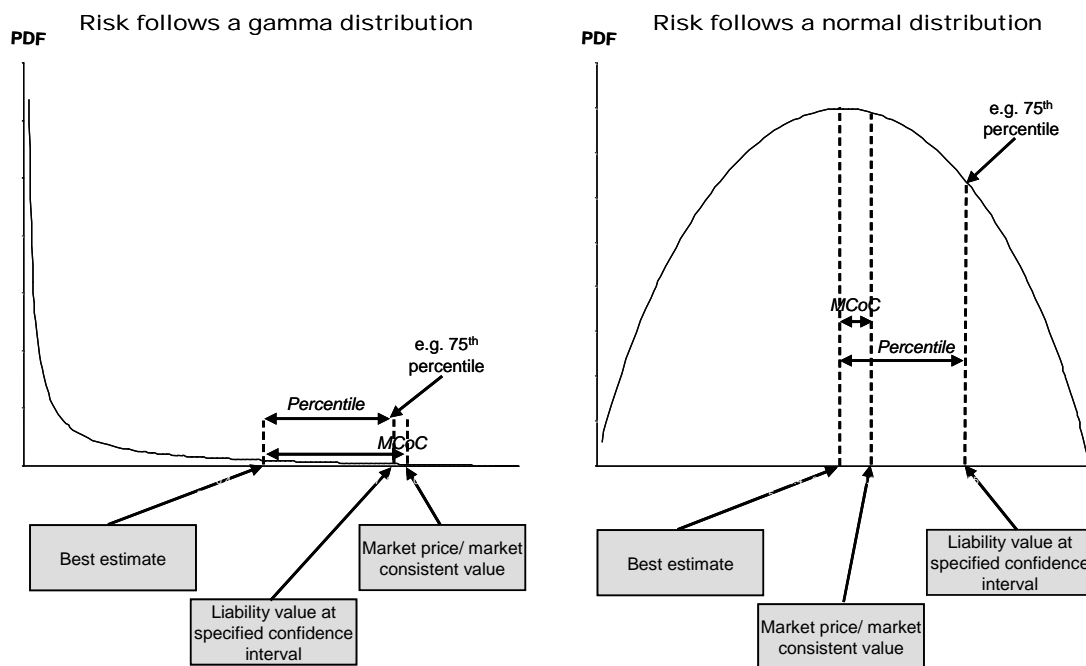 Risk follows a gamma distribution
PDF
e.g. 75th
percentile
Percentile
MCoC
Best estimate
Liability value at
specified confidence
interval
Market price/ market
consistent value
Risk follows a normal distribution
PDF
e.g. 75th
percentile
MCoC
Percentile
Best estimate
Market price/ market
consistent value
Liability value at
specified confidence
interval